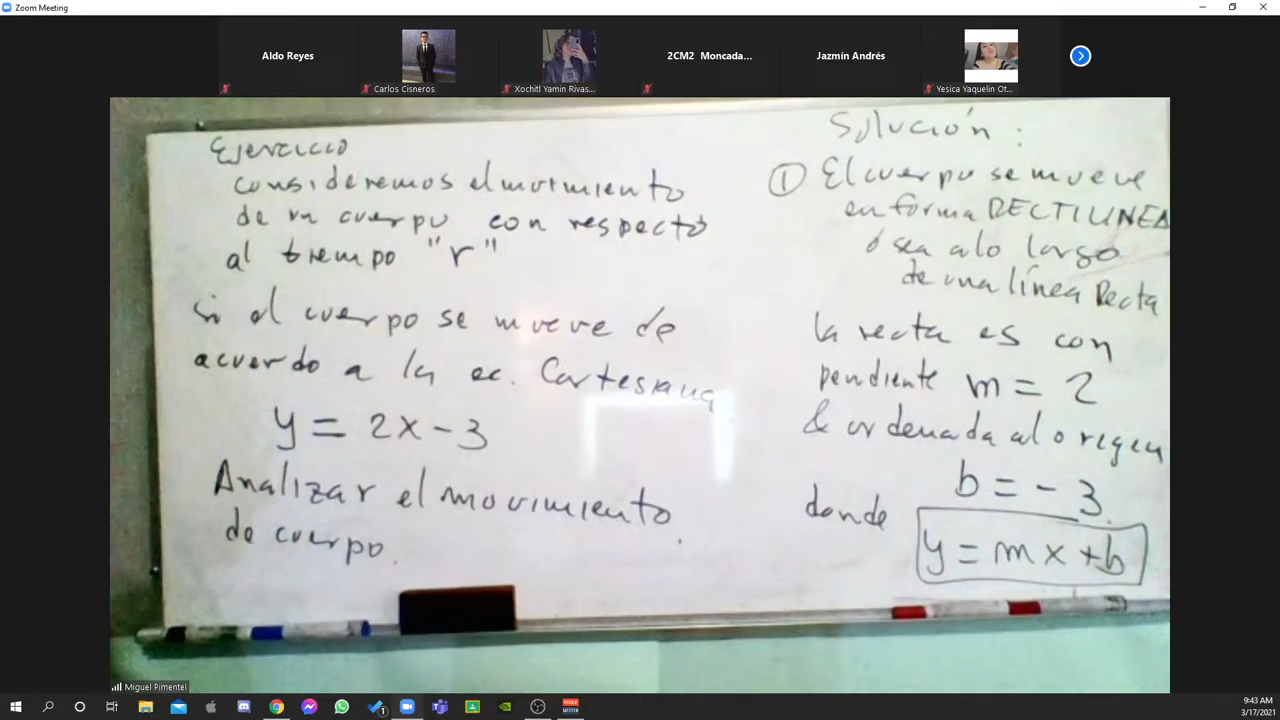 Zoom Meeting
Aldo Reyes
Carlos Cisneros
Xochitl Yamin Rivas...
2CM2 Moncada...
Jazmín Andrés
Yesica Yaquelin Ot...
Ejercicio
consideremos el movimiento
de un cuerpo con respecto
al tiempo "r"
si el cuerpo se mueve de
acuerdo a la ec. Cartesiana
y = 2x - 3
Analizar el movimiento
de cuerpo.
Solución :
① El cuerpo se mueve
en forma RECTILINEA
ó sea a lo largo
de una línea Recta
la recta es con
pendiente m = 2
& ordenada al origen
b = - 3
donde
y = mx + b
Miguel Pimentel
1
VOICE
MEETER
9:43 AM
3/17/2021